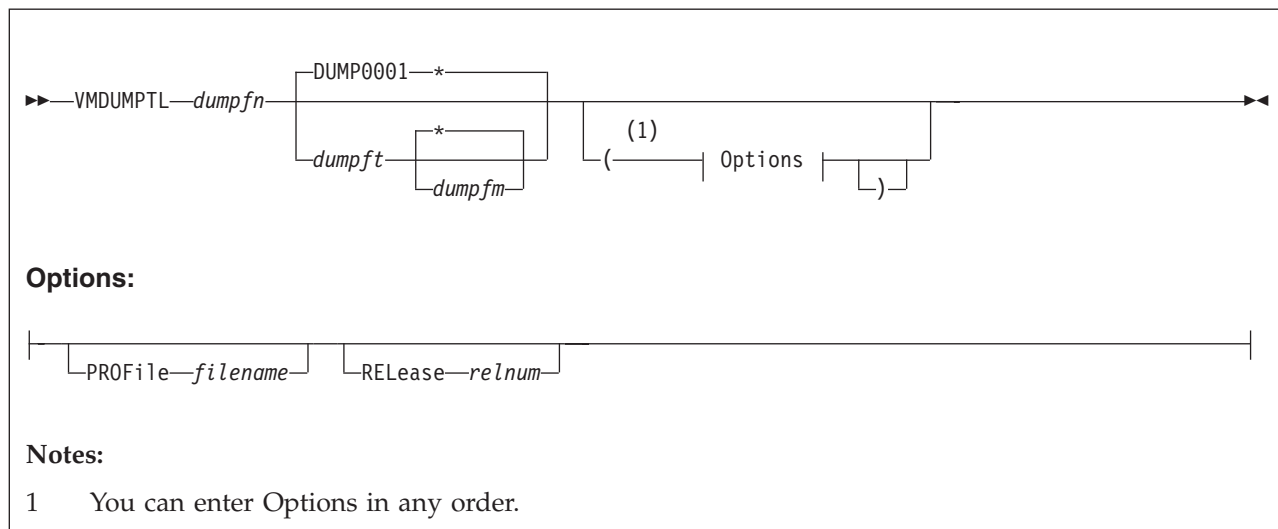 DUMP0001 *
VMDUMPTL dumpfn
(1)
*
dumpft ( Options
dumpfm )
Options:
PROFile filename RELease relnum
Notes:
1 You can enter Options in any order.